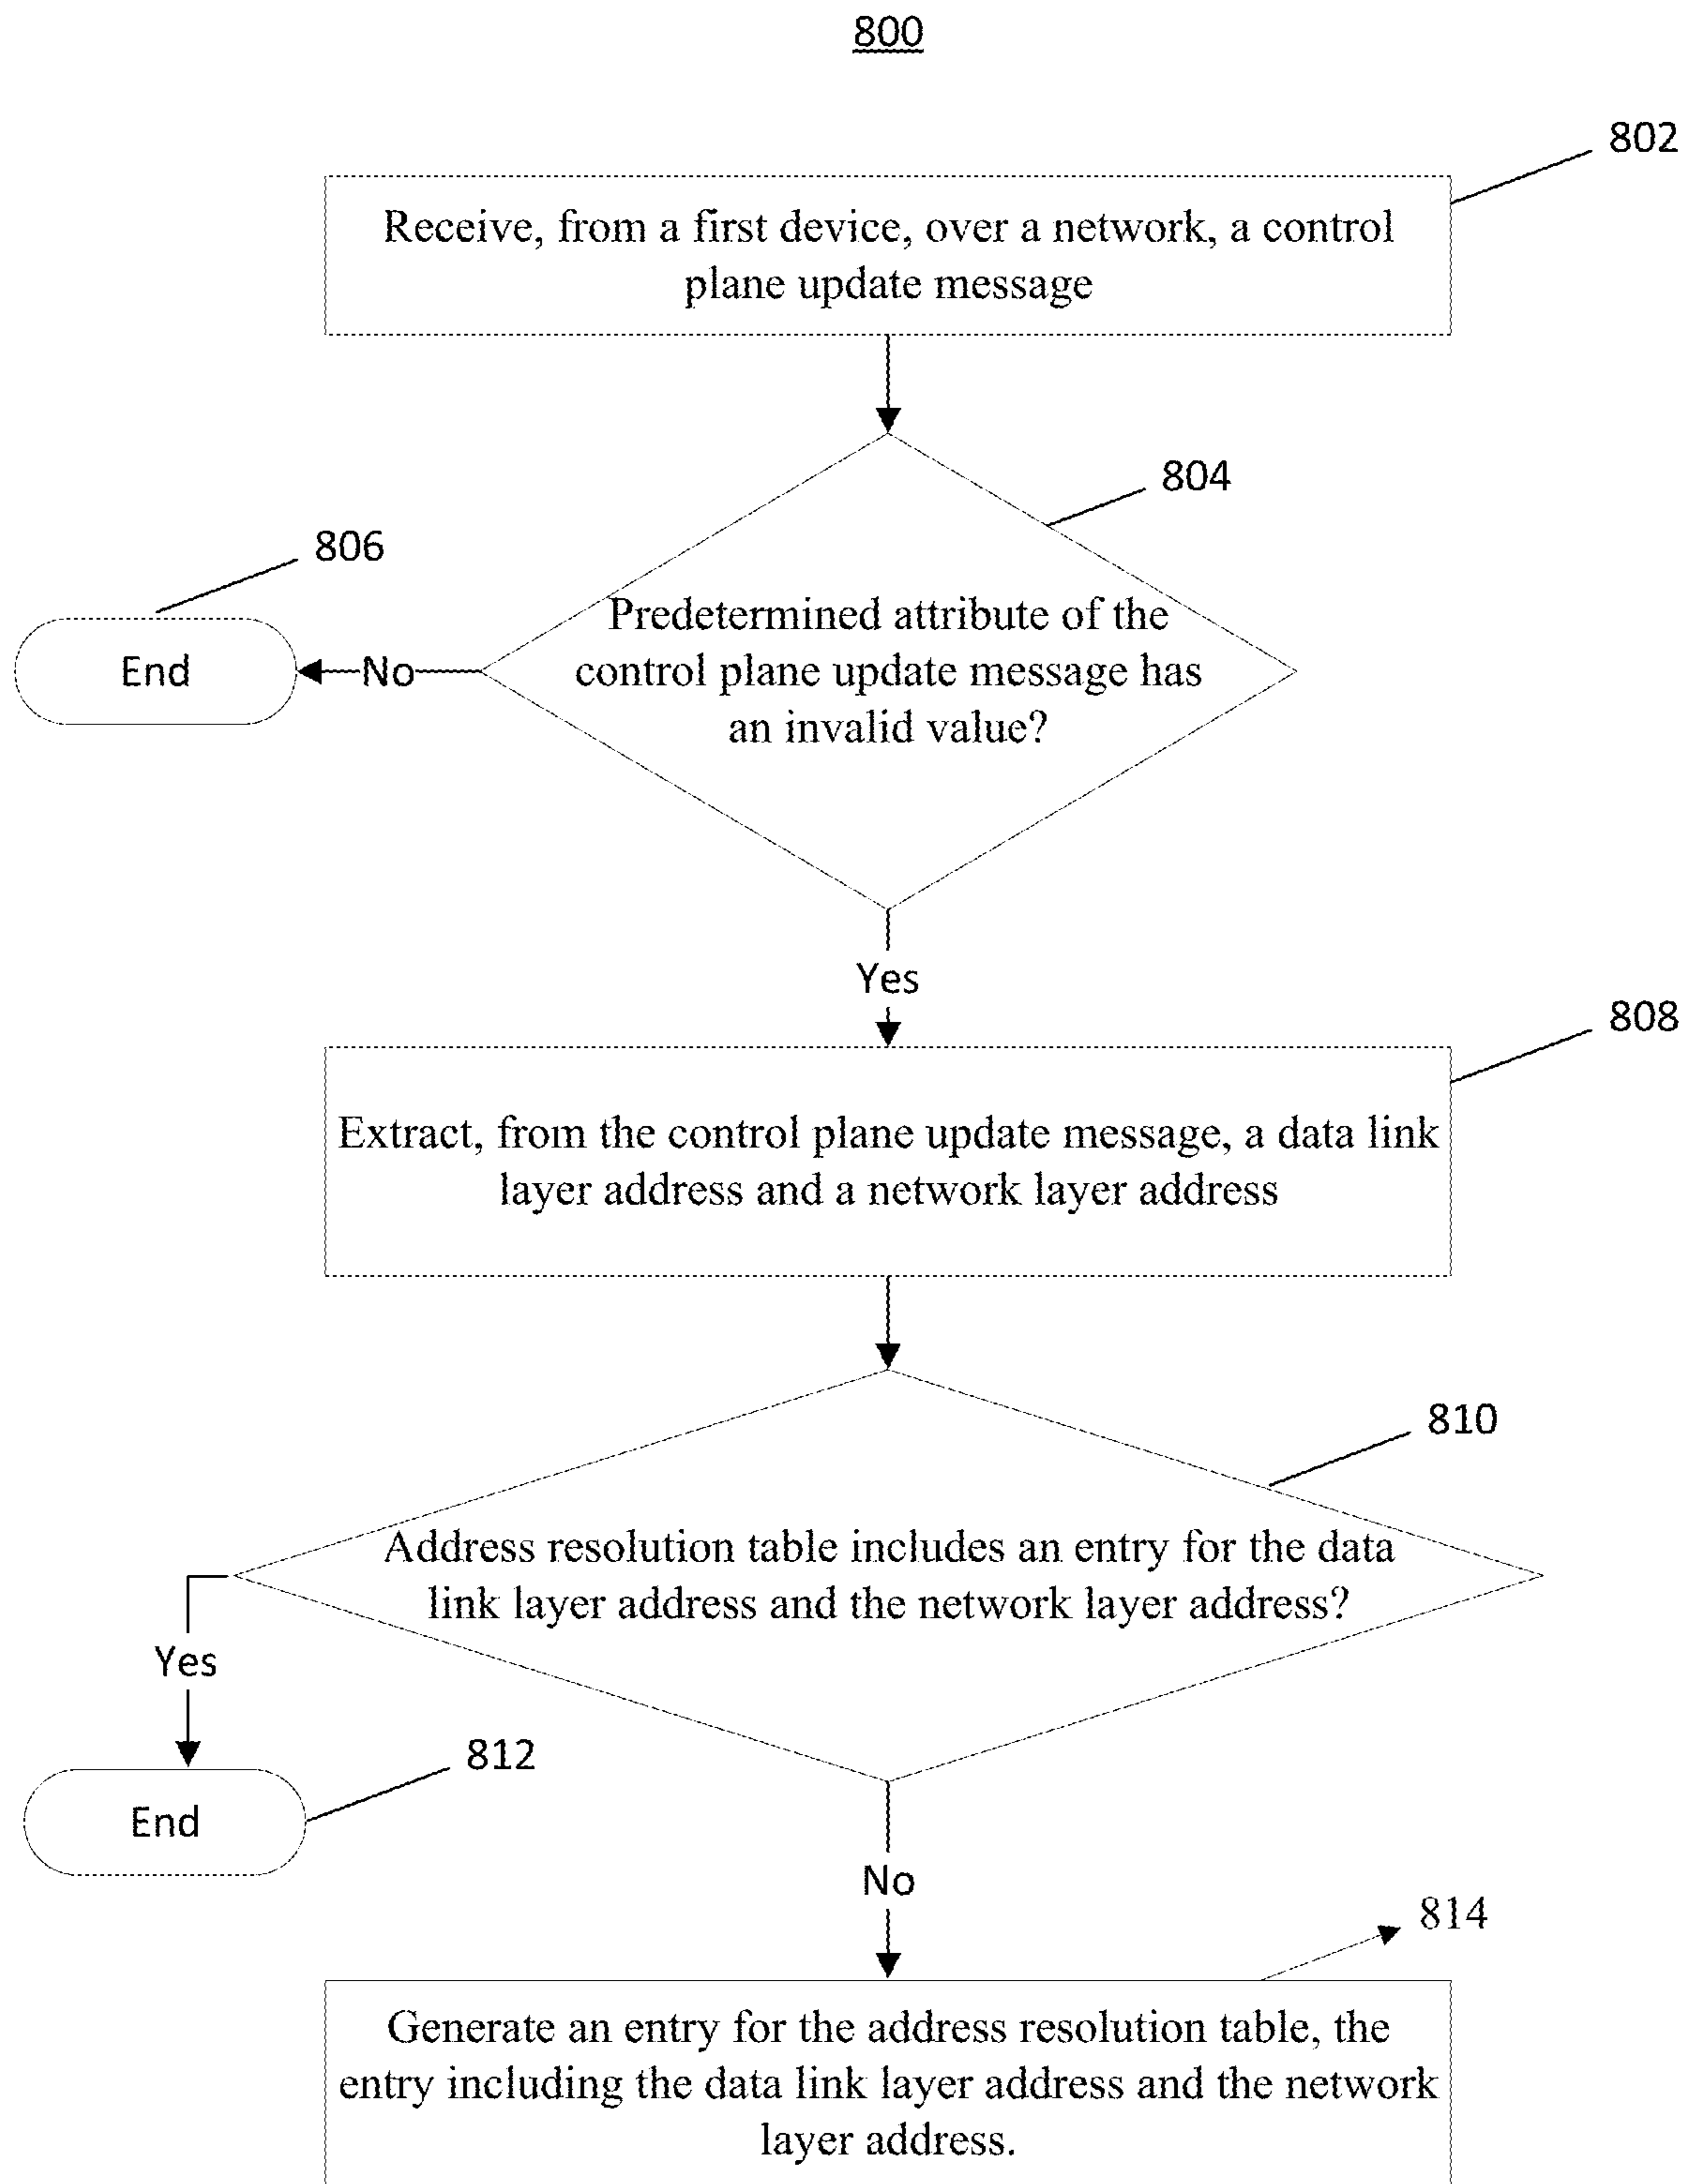 800
802
Receive, from a first device, over a network, a control
plane update message
804
806
Predetermined attribute of the
control plane update message has
an invalid value?
End
No
Yes
808
Extract, from the control plane update message, a data link
layer address and a network layer address
810
Address resolution table includes an entry for the data
link layer address and the network layer address?
Yes
812
End
No
814
Generate an entry for the address resolution table, the
entry including the data link layer address and the network
layer address.